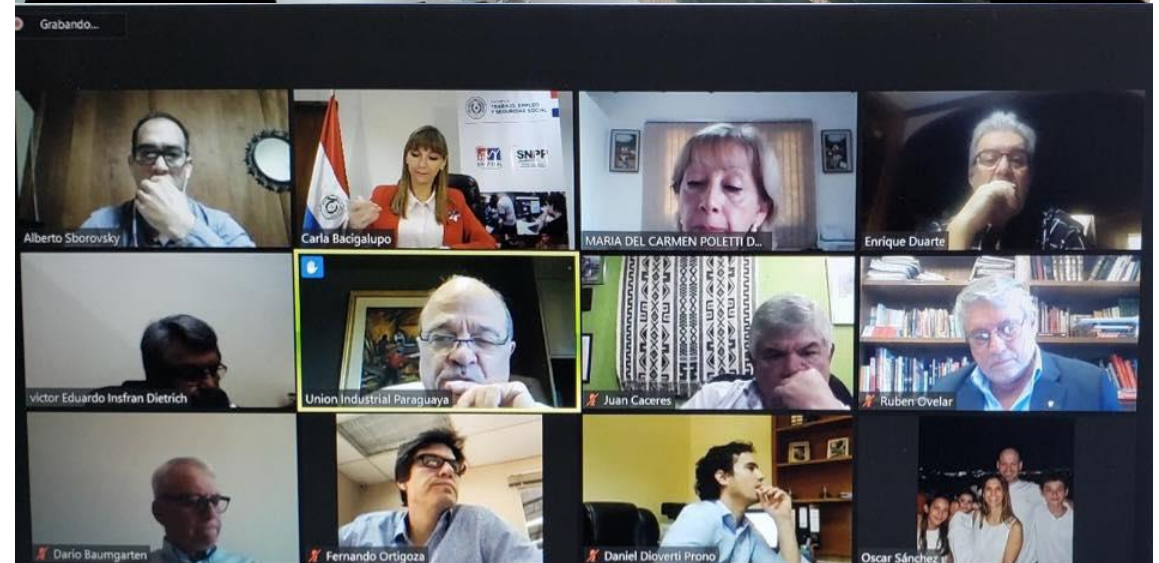 Grabando...
TRABAJO, EMPLEO
Y SEGURIDAD SOCIAL
SNPP
Alberto Sborovsky
Carla Bacigalupo
MARIA DEL CARMEN POLETTI D...
Enrique Duarte
victor Eduardo Insfran Dietrich
Union Industrial Paraguaya
Juan Caceres
Ruben Ovelar
Dario Baumgarten
Fernando Ortigoza
Daniel Dioverti Prono
Oscar Sánchez